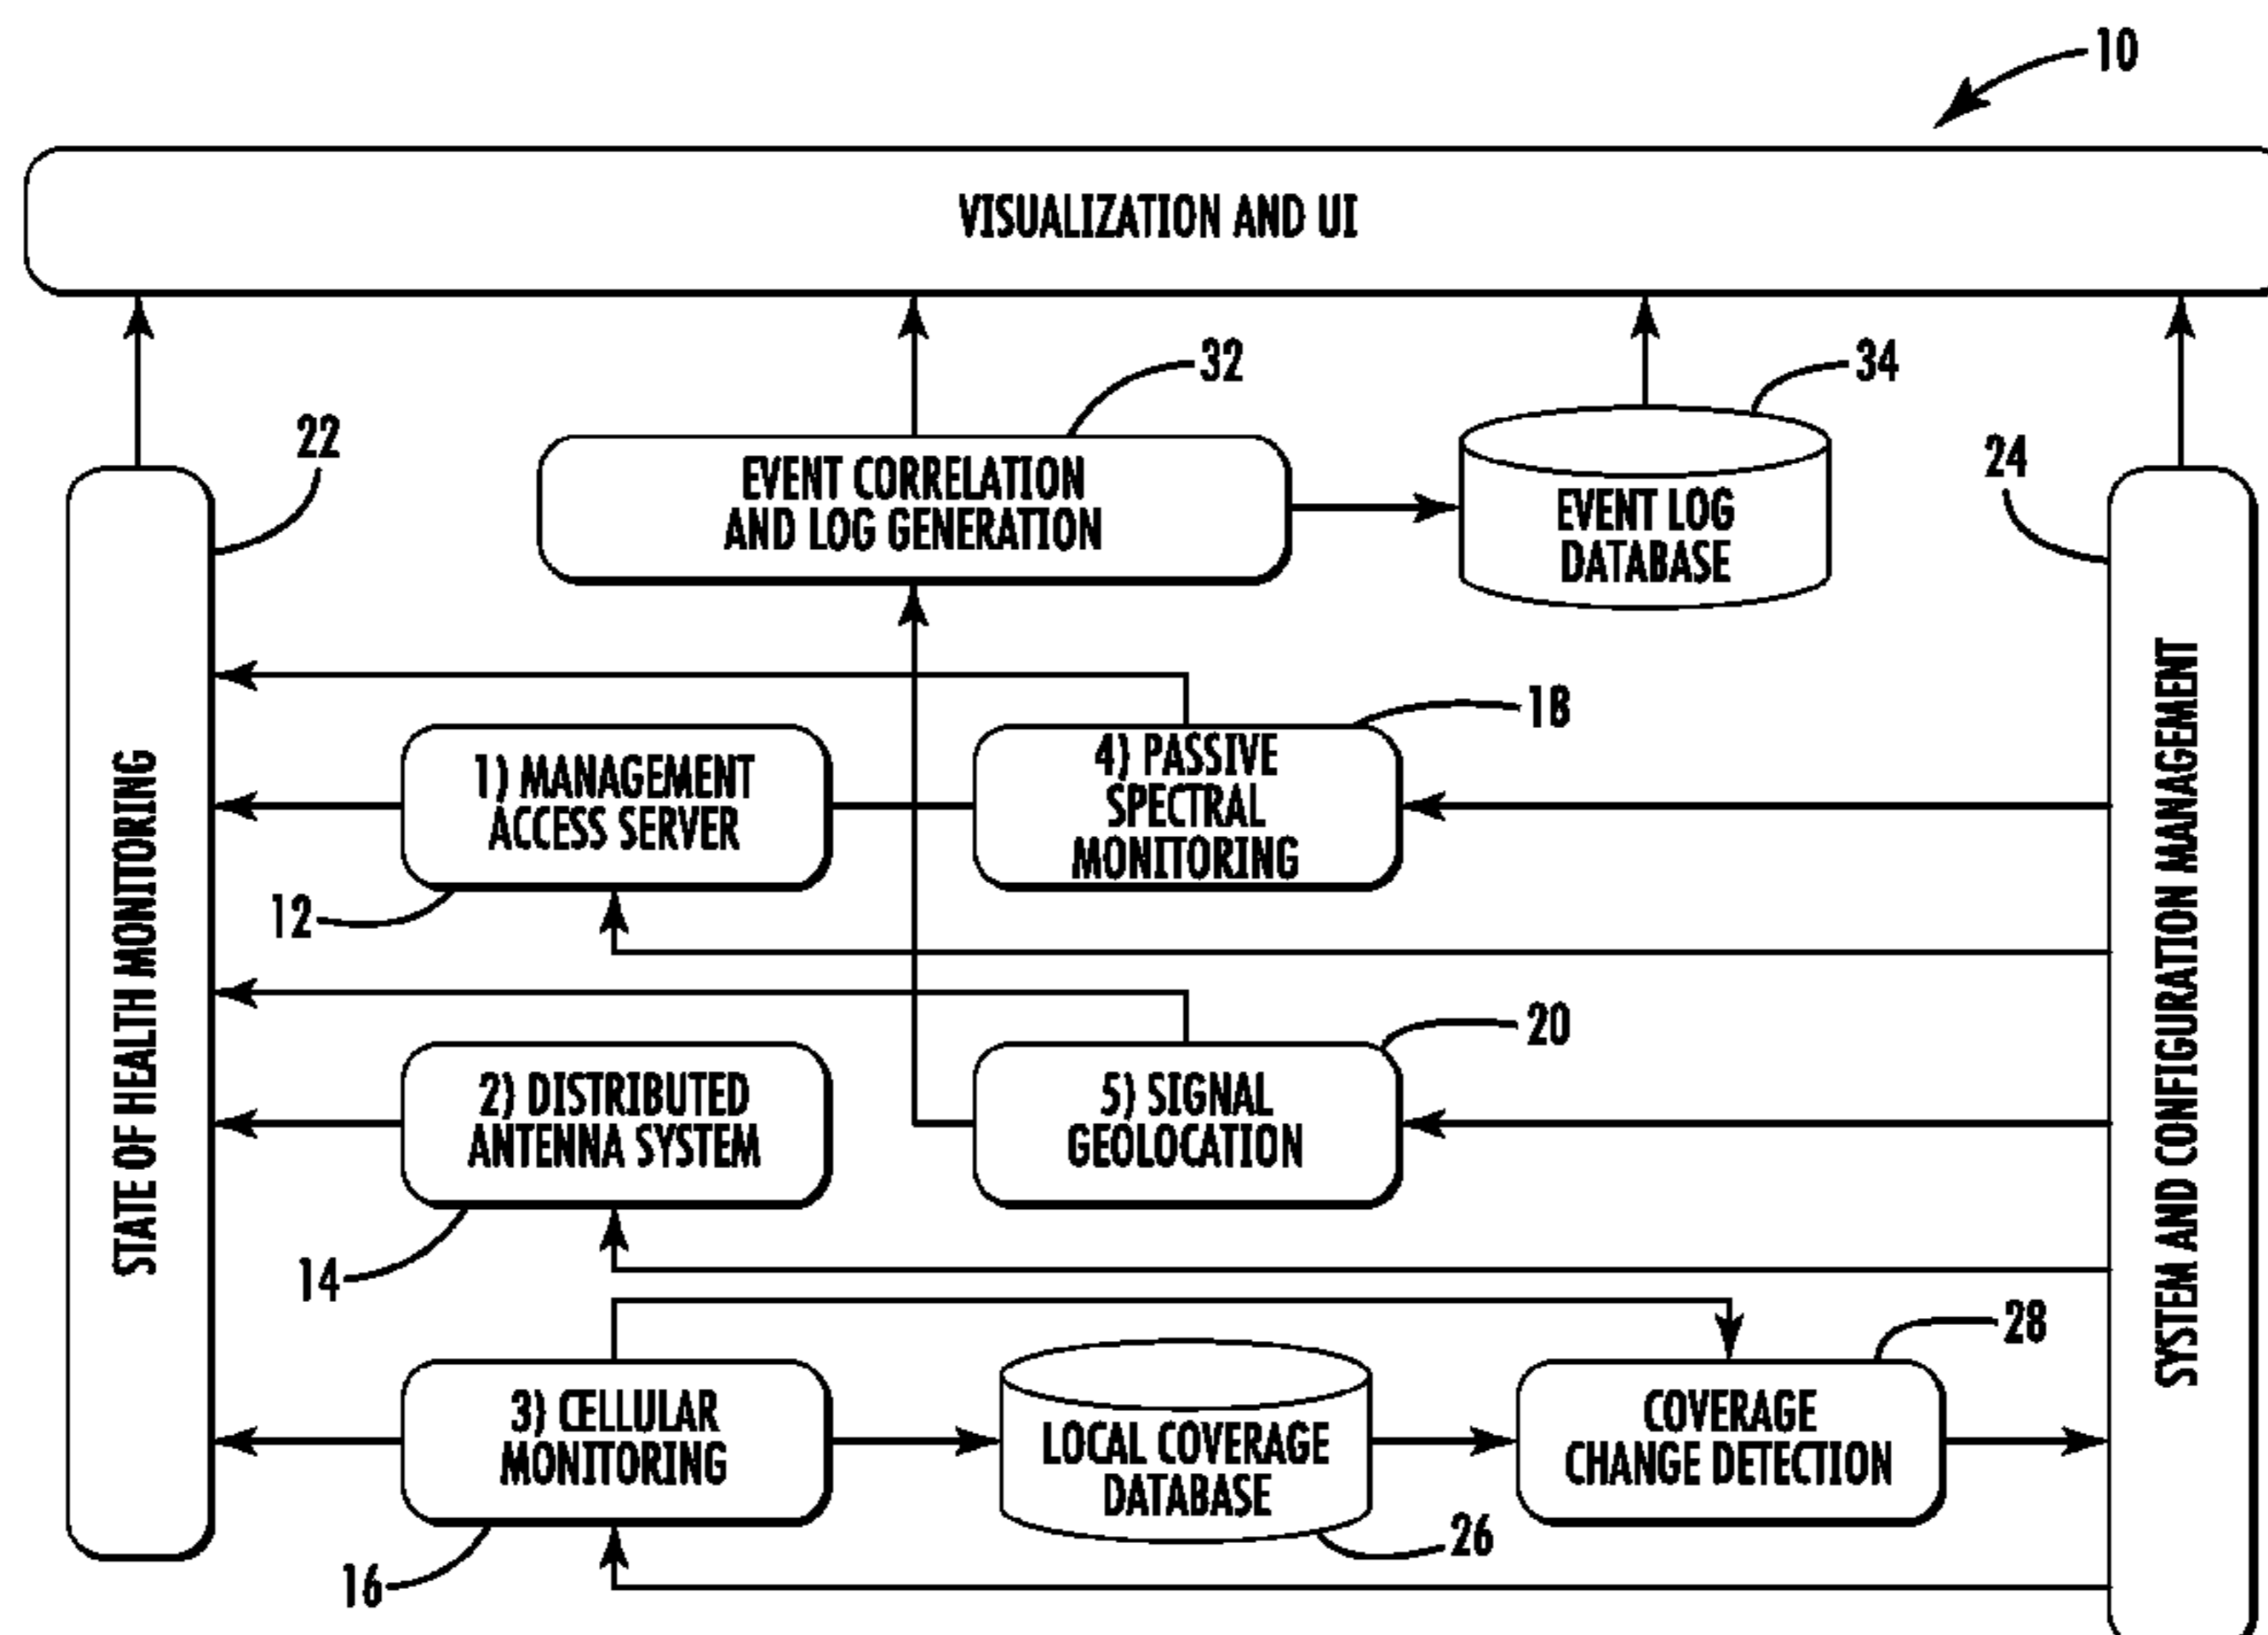 10
VISUALIZATION AND UI
32
34
22
24
EVENT CORRELATION
AND LOG GENERATION
EVENT LOG
DATABASE
18
1) MANAGEMENT
ACCESS SERVER
4) PASSIVE
SPECTRAL
MONITORING
12
STATE OF HEALTH MONITORING
SYSTEM AND CONFIGURATION MANAGEMENT
20
2) DISTRIBUTED
ANTENNA SYSTEM
5) SIGNAL
GEOLOCATION
14
28
3) CELLULAR
MONITORING
LOCAL COVERAGE
DATABASE
COVERAGE
CHANGE DETECTION
26
16